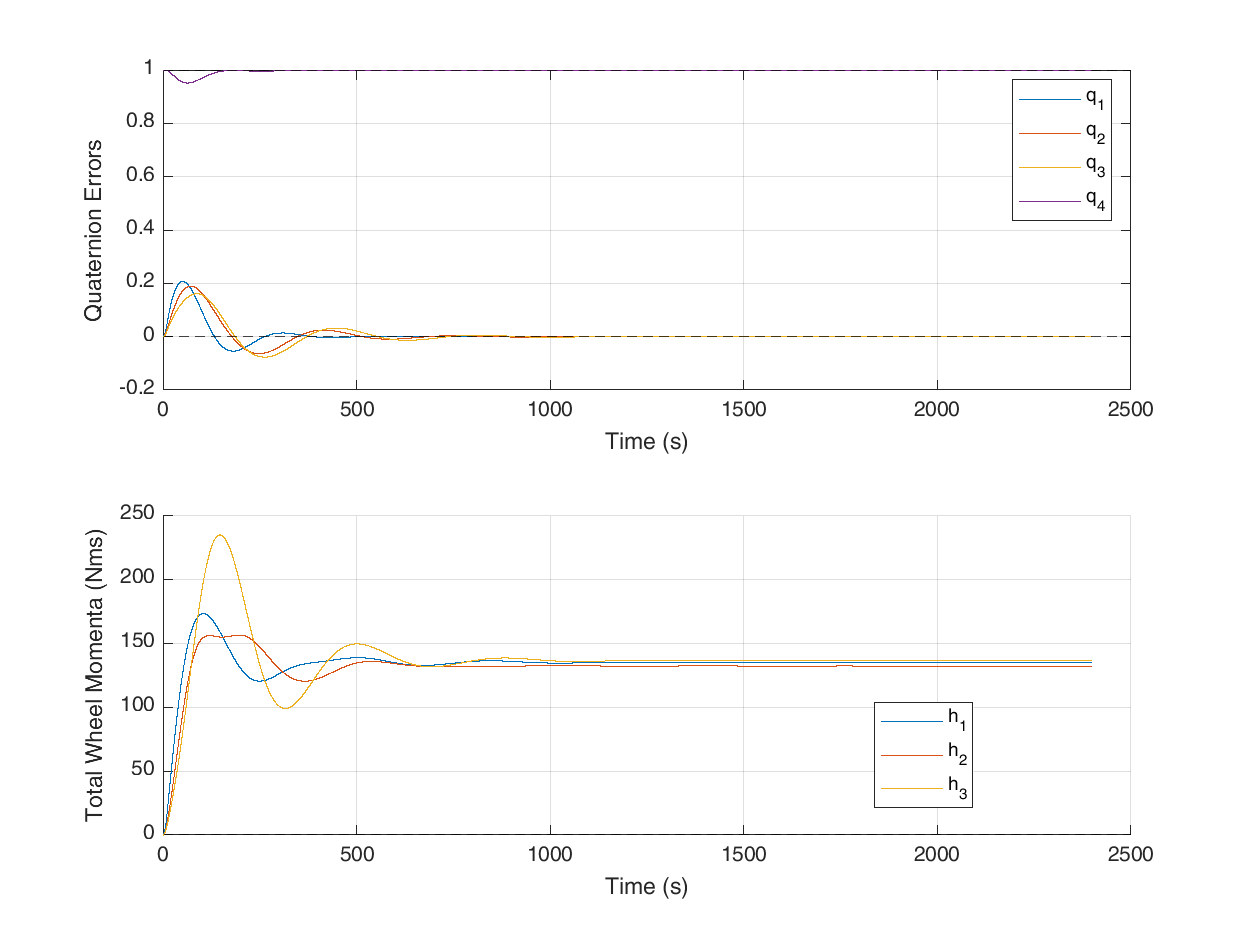 1
0.8
0.6
0.4
0.2
0
-0.2
Quaternion Errors
0 500 1000 1500 2000 2500
Time (s)
q1
q2
q3
q4
250
200
150
100
50
0
Total Wheel Momenta (Nms)
0 500 1000 1500 2000 2500
Time (s)
h1
h2
h3